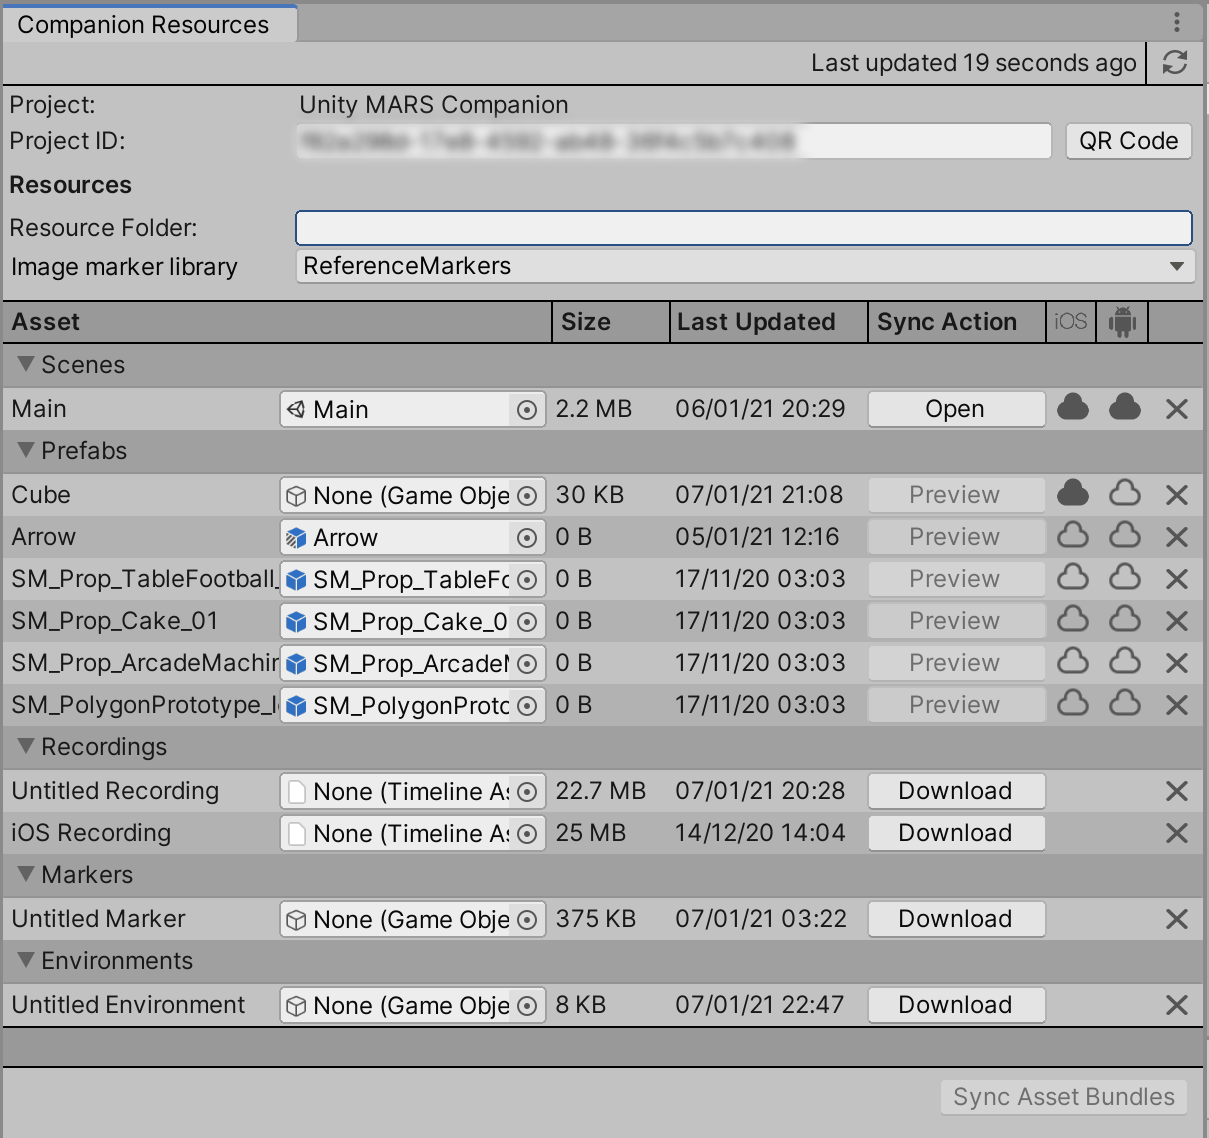 Companion Resources
Last updated 19 seconds ago
Project: Unity MARS Companion
Project ID: QR Code
Resources
Resource Folder:
Image marker library ReferenceMarkers
Asset Size Last Updated Sync Action iOS
Scenes
Main Main 2.2 MB 06/01/21 20:29 Open
Prefabs
Cube None (Game Obje 30 KB 07/01/21 21:08 Preview
Arrow Arrow 0 B 05/01/21 12:16 Preview
SM_Prop_TableFootball_ SM_Prop_TableFo 0 B 17/11/20 03:03 Preview
SM_Prop_Cake_01 SM_Prop_Cake_0 0 B 17/11/20 03:03 Preview
SM_Prop_ArcadeMachin SM_Prop_ArcadeM 0 B 17/11/20 03:03 Preview
SM_PolygonPrototype_I SM_PolygonProto 0 B 17/11/20 03:03 Preview
Recordings
Untitled Recording None (Timeline As 22.7 MB 07/01/21 20:28 Download
iOS Recording None (Timeline As 25 MB 14/12/20 14:04 Download
Markers
Untitled Marker None (Game Obje 375 KB 07/01/21 03:22 Download
Environments
Untitled Environment None (Game Obje 8 KB 07/01/21 22:47 Download
Sync Asset Bundles